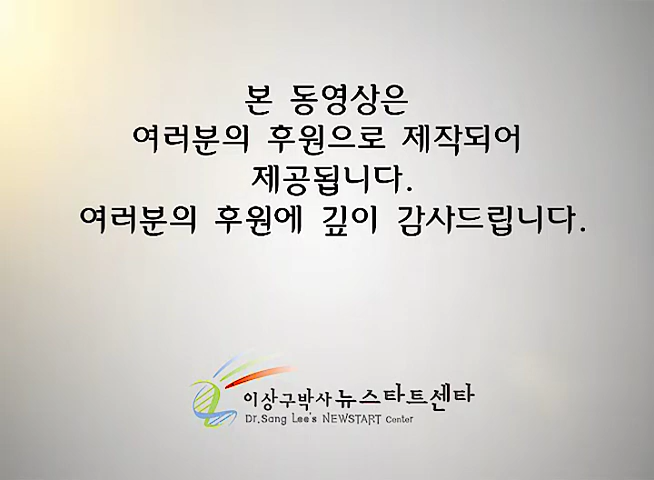 본 동영상은
여러분의 후원으로 제작되어
제공됩니다.
여러분의 후원에 깊이 감사드립니다.
이상구박사 뉴스타트센타
Dr.Sang Lee's NEWSTART Center